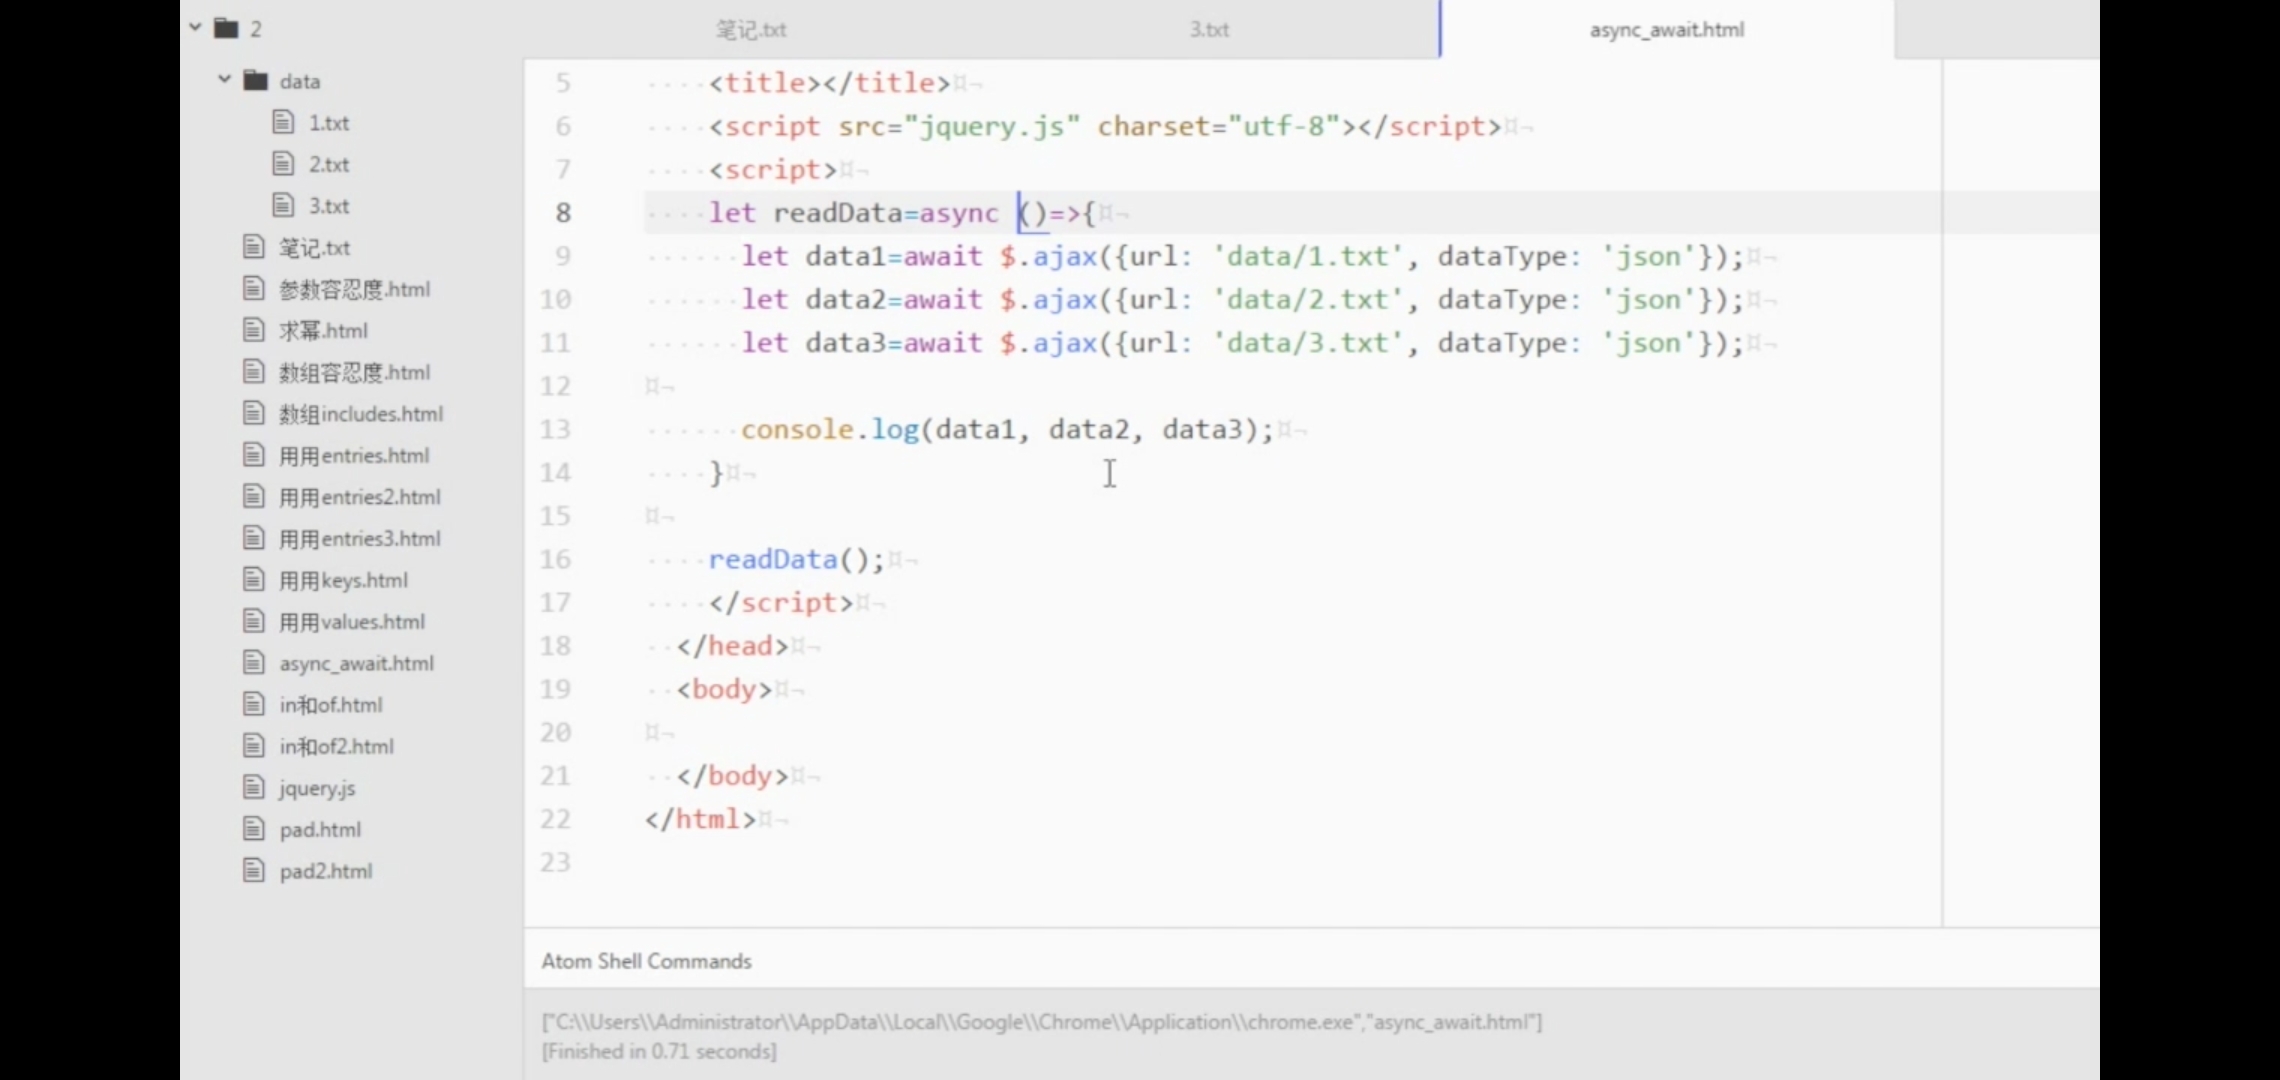 2
data
1.txt
2.txt
3.txt
笔记.txt
参数容忍度.html
求幂.html
数组容忍度.html
数组includes.html
用用entries.html
用用entries2.html
用用entries3.html
用用keys.html
用用values.html
async_await.html
in和of.html
in和of2.html
jquery.js
pad.html
pad2.html
笔记.txt 3.txt async_await.html
5 <title></title>
6 <script src="jquery.js" charset="utf-8"></script>
7 <script>
8 let readData=async ()=>{
9 let data1=await $.ajax({url: 'data/1.txt', dataType: 'json'});
10 let data2=await $.ajax({url: 'data/2.txt', dataType: 'json'});
11 let data3=await $.ajax({url: 'data/3.txt', dataType: 'json'});
12
13 console.log(data1, data2, data3);
14 }
15
16 readData();
17 </script>
18 </head>
19 <body>
20
21 </body>
22 </html>
23
Atom Shell Commands
["C:\\Users\\Administrator\\AppData\\Local\\Google\\Chrome\\Application\\chrome.exe","async_await.html"]
[Finished in 0.71 seconds]